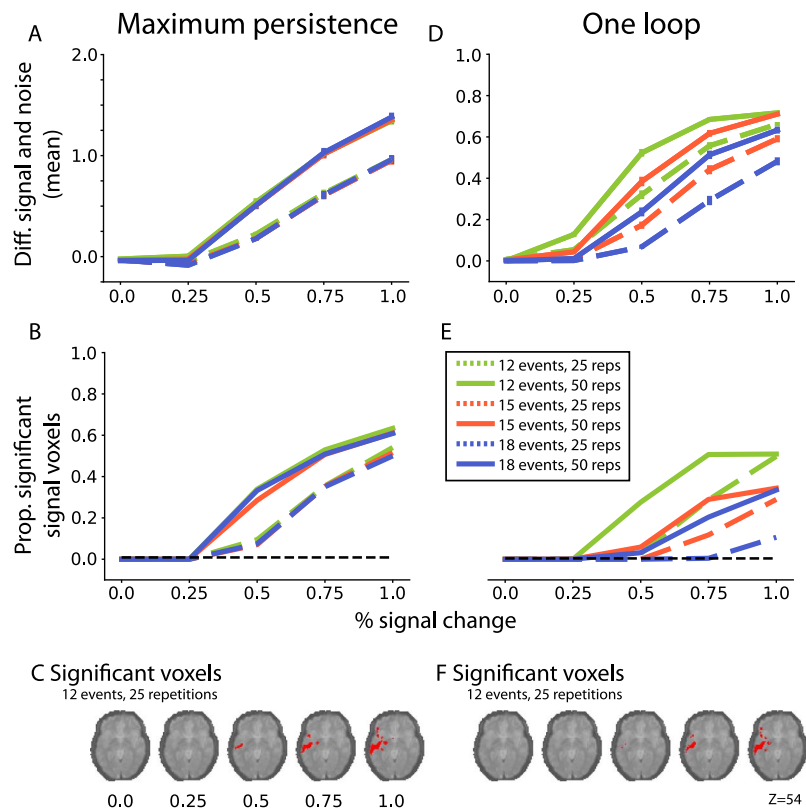 A
Maximum persistence
D
One loop
Diff. signal and noise
(mean)
2.0
1.0
0.0
0.0 0.25 0.5 0.75 1.0
1.0
0.8
0.6
0.4
0.2
0.0
0.0 0.25 0.5 0.75 1.0
B
Prop. significant
signal voxels
1.0
0.8
0.6
0.4
0.2
0.0
0.0 0.25 0.5 0.75 1.0
E
12 events, 25 reps
12 events, 50 reps
15 events, 25 reps
15 events, 50 reps
18 events, 25 reps
18 events, 50 reps
0.0 0.25 0.5 0.75 1.0
% signal change
C Significant voxels
12 events, 25 repetitions
0.0 0.25 0.5 0.75 1.0
F Significant voxels
12 events, 25 repetitions
Z=54